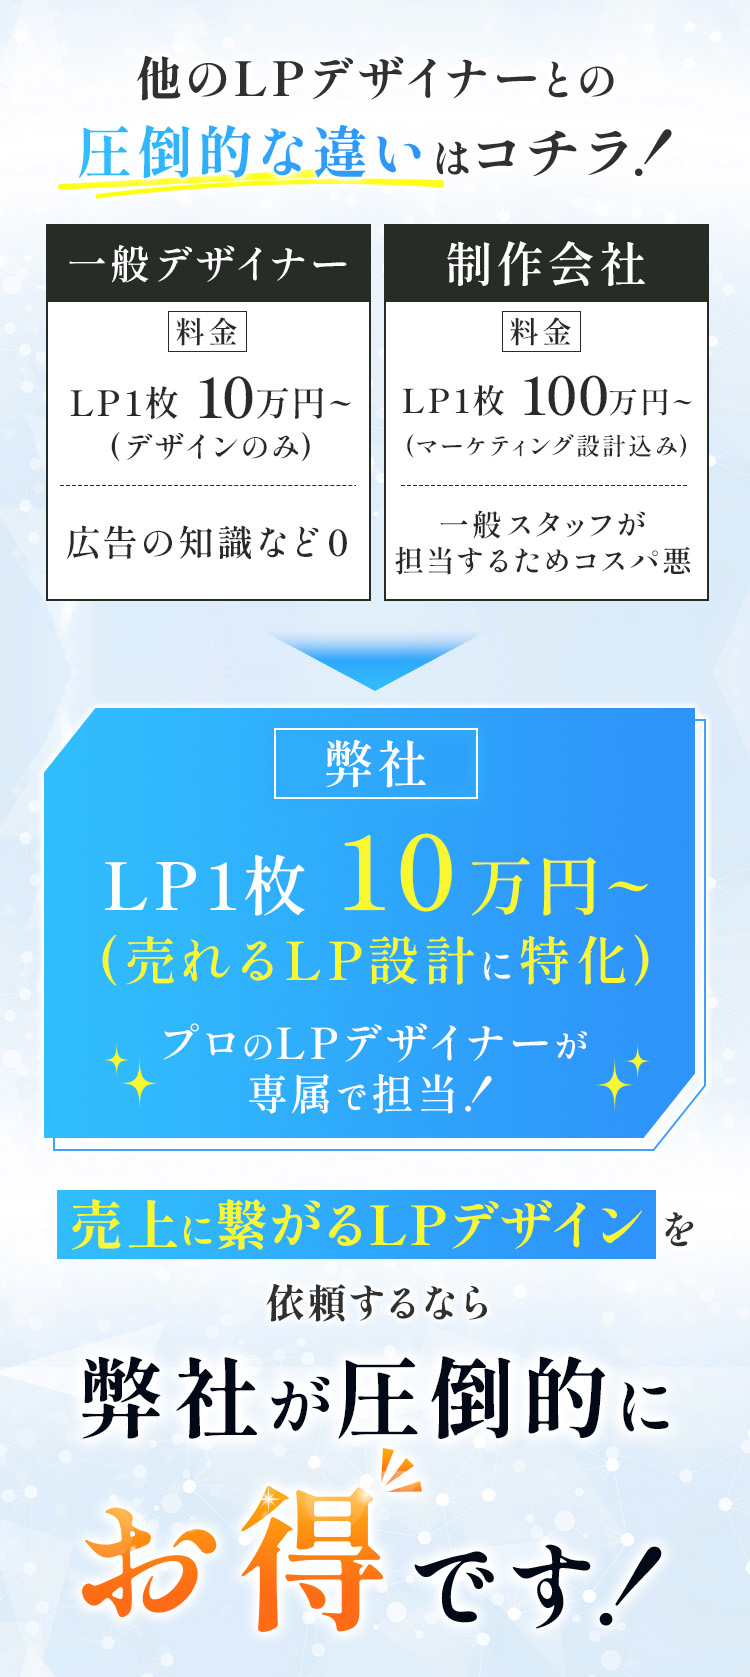 他のLPデザイナーとの
圧倒的な違いはコチラ！
一般デザイナー
料金
LP1枚 10万円~
(デザインのみ)
広告の知識など0
制作会社
料金
LP1枚 100万円~
(マーケティング設計込み)
一般スタッフが
担当するためコスパ悪
弊社
LP1枚 10万円~
(売れるLP設計に特化)
プロのLPデザイナーが
専属で担当！
売上に繋がるLPデザインを
依頼するなら
弊社が圧倒的に
お得です！